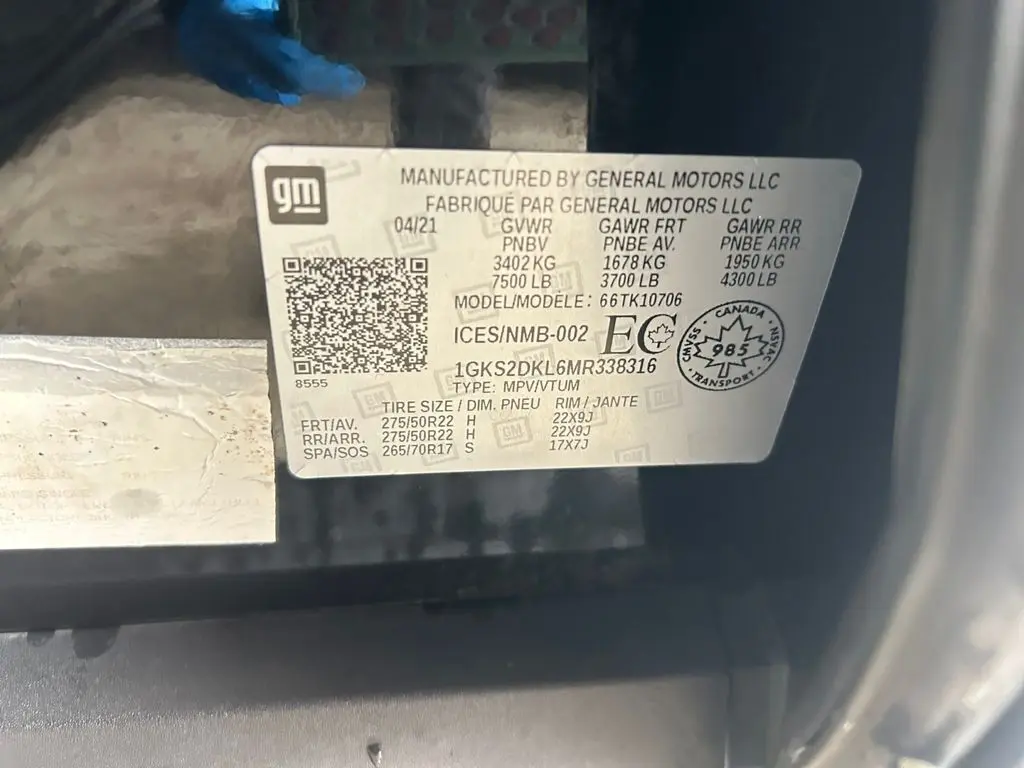 gm
MANUFACTURED BY GENERAL MOTORS LLC
FABRIQUÉ PAR GENERAL MOTORS LLC
04/21 GVWR GAWR FRT GAWR RR
PNBV PNBE AV. PNBE ARR
3402 KG 1678 KG 1950 KG
7500 LB 3700 LB 4300 LB
MODEL/MODÈLE: 66TK10706
ICES/NMB-002 EC
CANADA
CMVSS 985 NSVAC
TRANSPORT
1GKS2DKL6MR338316
8555
TYPE: MPV/VTUM
TIRE SIZE / DIM. PNEU RIM / JANTE
FRT/AV. 275/50R22 H 22X9J
RR/ARR. 275/50R22 H 22X9J
SPA/SOS 265/70R17 S 17X7J